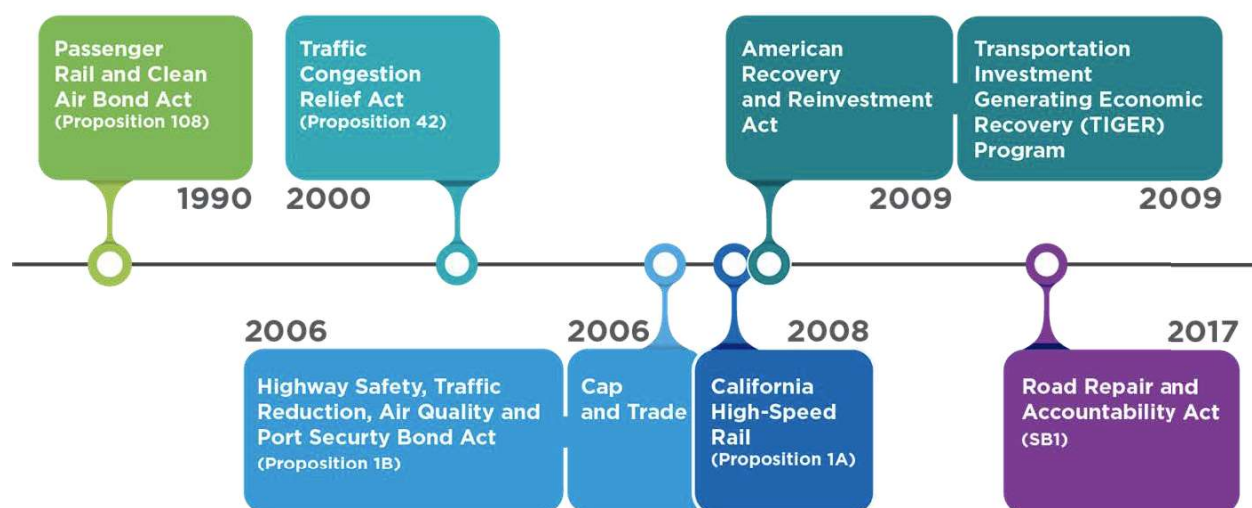 Passenger
Rail and Clean
Air Bond Act
(Proposition 108)
1990
Traffic
Congestion
Relief Act
(Proposition 42)
2000
American
Recovery
and Reinvestment
Act
2009
Transportation
Investment
Generating Economic
Recovery (TIGER)
Program
2009
2006
Highway Safety, Traffic
Reduction, Air Quality and
Port Securty Bond Act
(Proposition 1B)
2006
Cap
and Trade
2008
California
High-Speed
Rail
(Proposition 1A)
2017
Road Repair and
Accountability Act
(SB1)